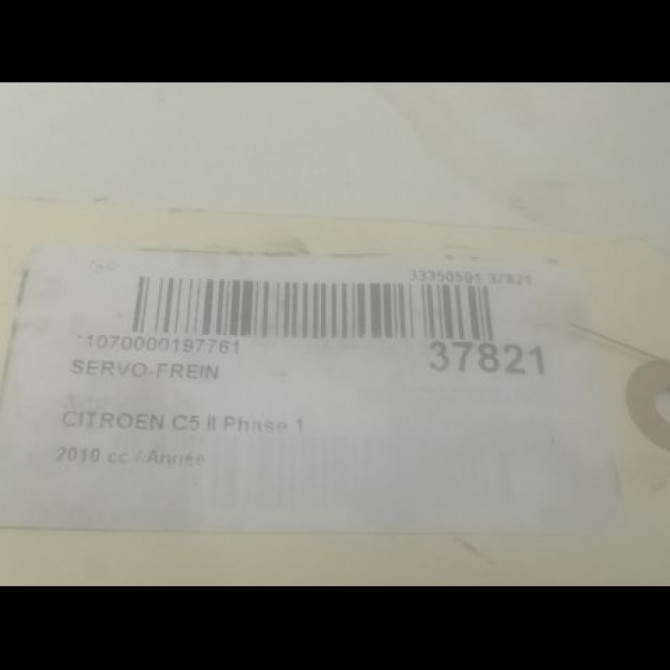 33350501 37821
1070000197761
37821
SERVO-FREIN
CITROEN C5 II Phase 1
2010 cc / Année